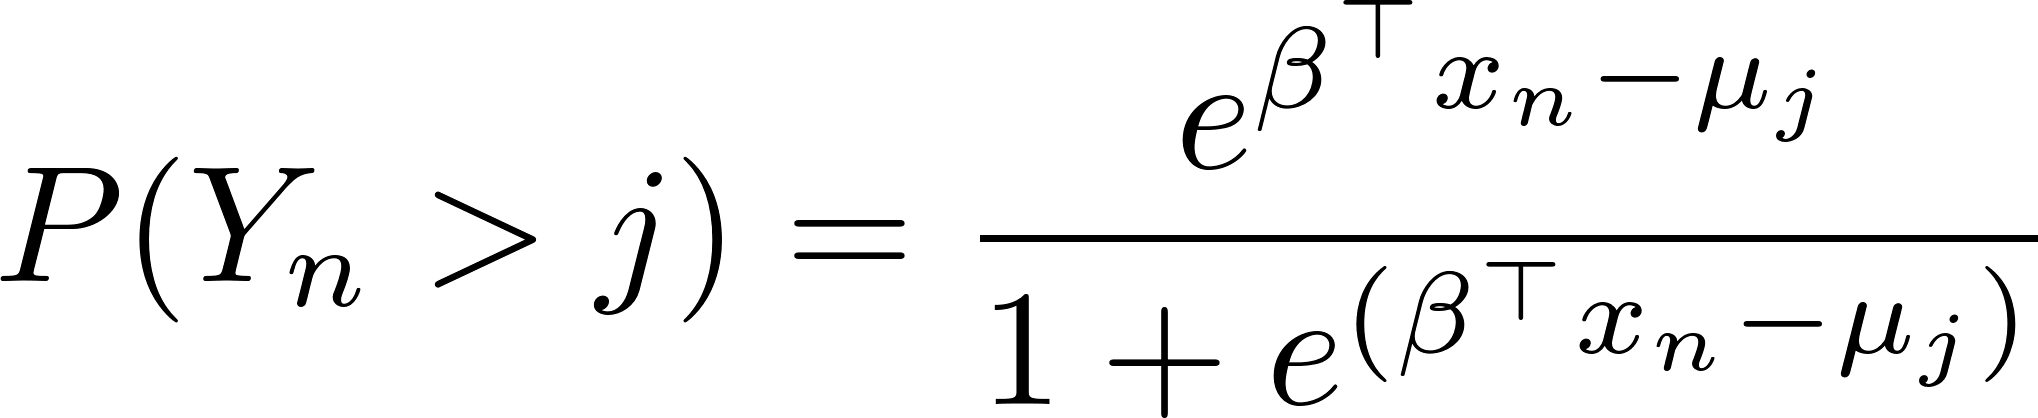 $P(Y_n > j) = \frac{e^{\beta^\top x_n - \mu_j}}{1 + e^{(\beta^\top x_n - \mu_j)}}$